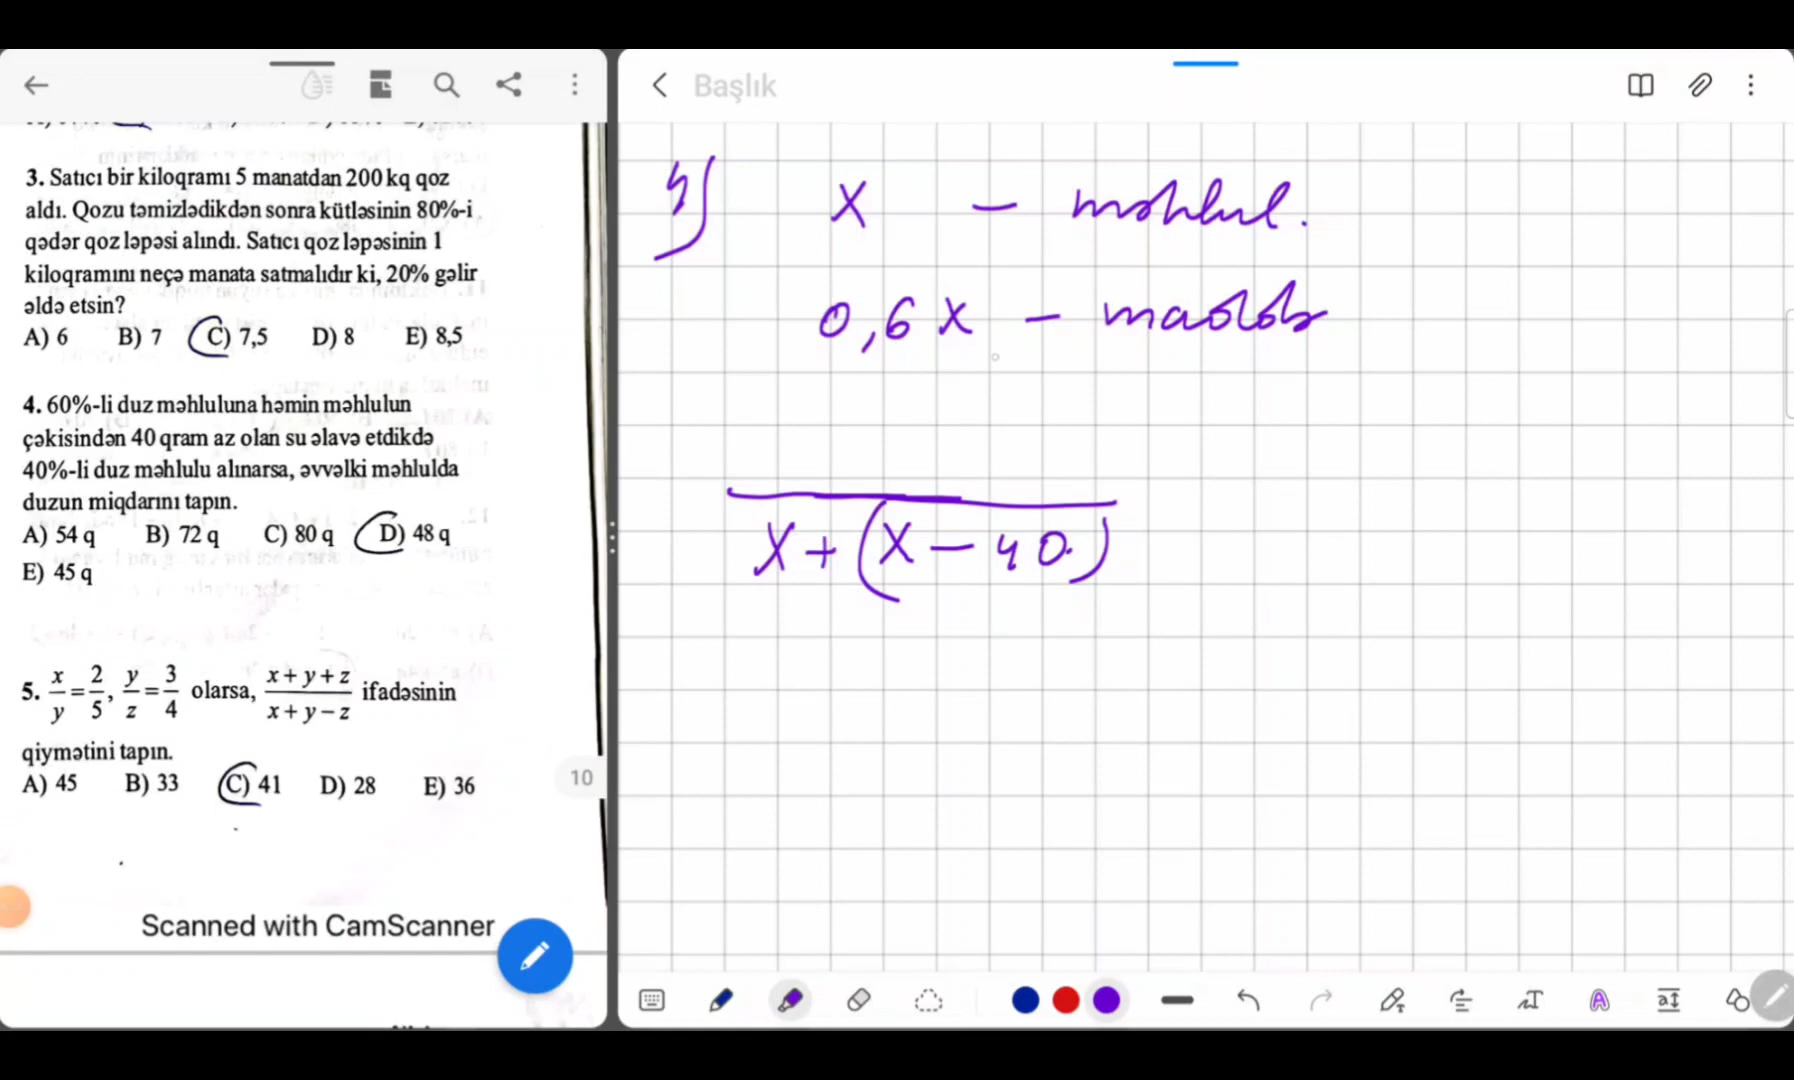 Başlık
3. Satıcı bir kiloqramı 5 manatdan 200 kq qoz
aldı. Qozu təmizlədikdən sonra kütləsinin 80%-i
qədər qoz ləpəsi alındı. Satıcı qoz ləpəsinin 1
kiloqramını neçə manata satmalıdır ki, 20% gəlir
əldə etsin?
A) 6 B) 7 C) 7,5 D) 8 E) 8,5
4. 60%-li duz məhluluna həmin məhlulun
çəkisindən 40 qram az olan su əlavə etdikdə
40%-li duz məhlulu alınarsa, əvvəlki məhlulda
duzun miqdarını tapın.
A) 54 q B) 72 q C) 80 q D) 48 q
E) 45 q
5. x/y = 2/5, y/z = 3/4 olarsa, x+y+z/x+y−z ifadəsinin
qiymətini tapın.
A) 45 B) 33 C) 41 D) 28 E) 36
10
Scanned with CamScanner
4) x – məhlul.
0,6x – maddə
x+(x–40)